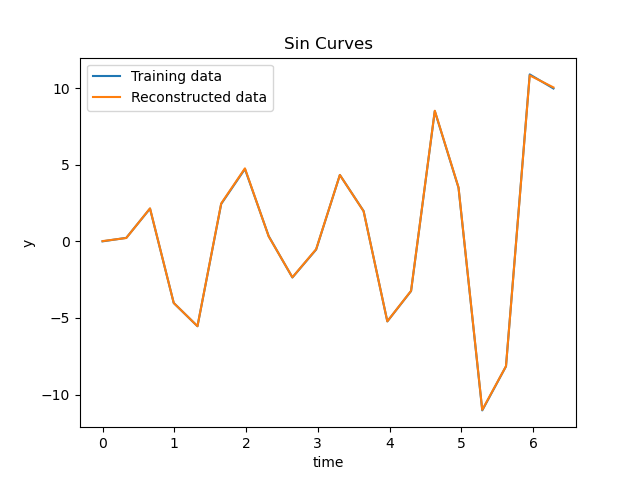 Sin Curves
Training data
Reconstructed data
10
5
0
−5
−10
y
0 1 2 3 4 5 6
time